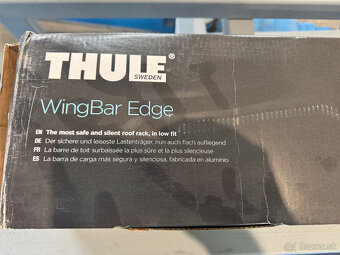 THULE®
SWEDEN
WingBar Edge
EN The most safe and silent roof rack, in low fit
DE Der sichere und leiseste Lastenträger, nun auch flach aufliegend
FR La barre de toit surbaissée la plus sûre et la plus silencieuse
ES La barra de carga más segura y silenciosa, fabricada en aluminio
bazar.sk